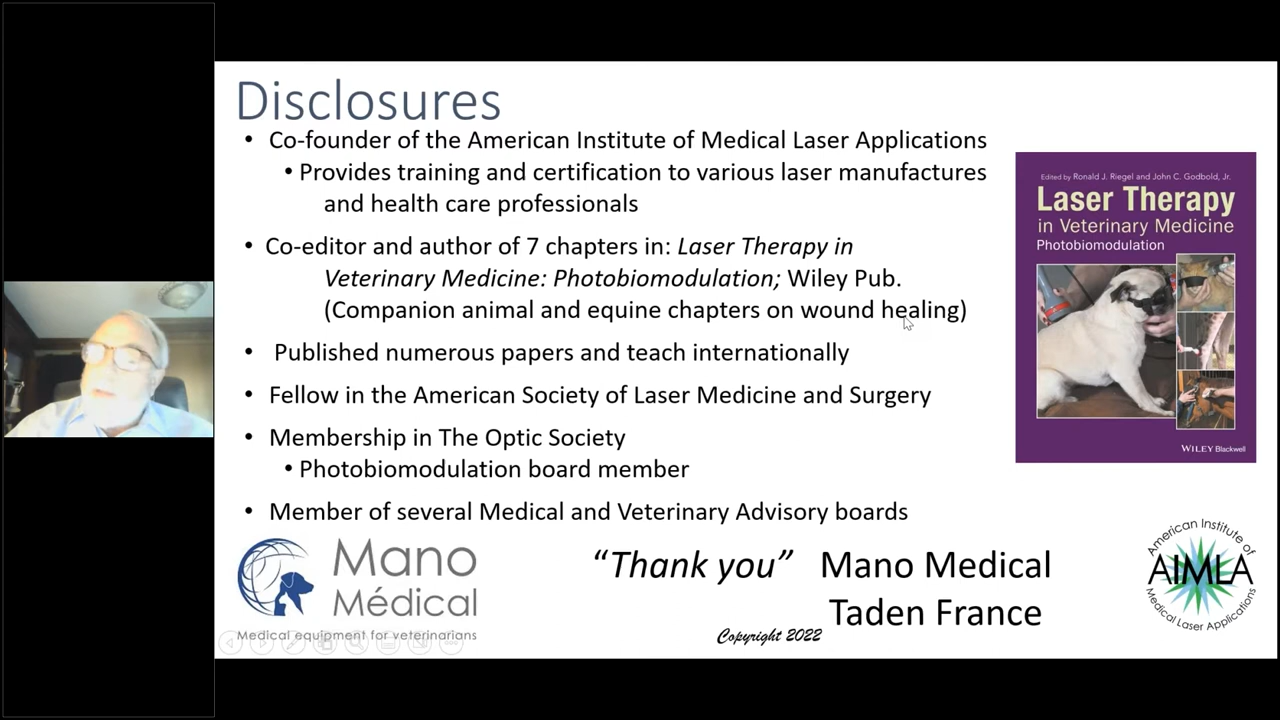 Disclosures
• Co-founder of the American Institute of Medical Laser Applications
• Provides training and certification to various laser manufactures
and health care professionals
• Co-editor and author of 7 chapters in: Laser Therapy in
Veterinary Medicine: Photobiomodulation; Wiley Pub.
(Companion animal and equine chapters on wound healing)
• Published numerous papers and teach internationally
• Fellow in the American Society of Laser Medicine and Surgery
• Membership in The Optic Society
• Photobiomodulation board member
• Member of several Medical and Veterinary Advisory boards
Edited by Ronald J. Riegel and John C. Godbold, Jr.
Laser Therapy
in Veterinary Medicine
Photobiomodulation
WILEY Blackwell
Mano
Médical
Medical equipment for veterinarians
“Thank you” Mano Medical
Taden France
Copyright 2022
American Institute of
AIMLA
Medical Laser Applications